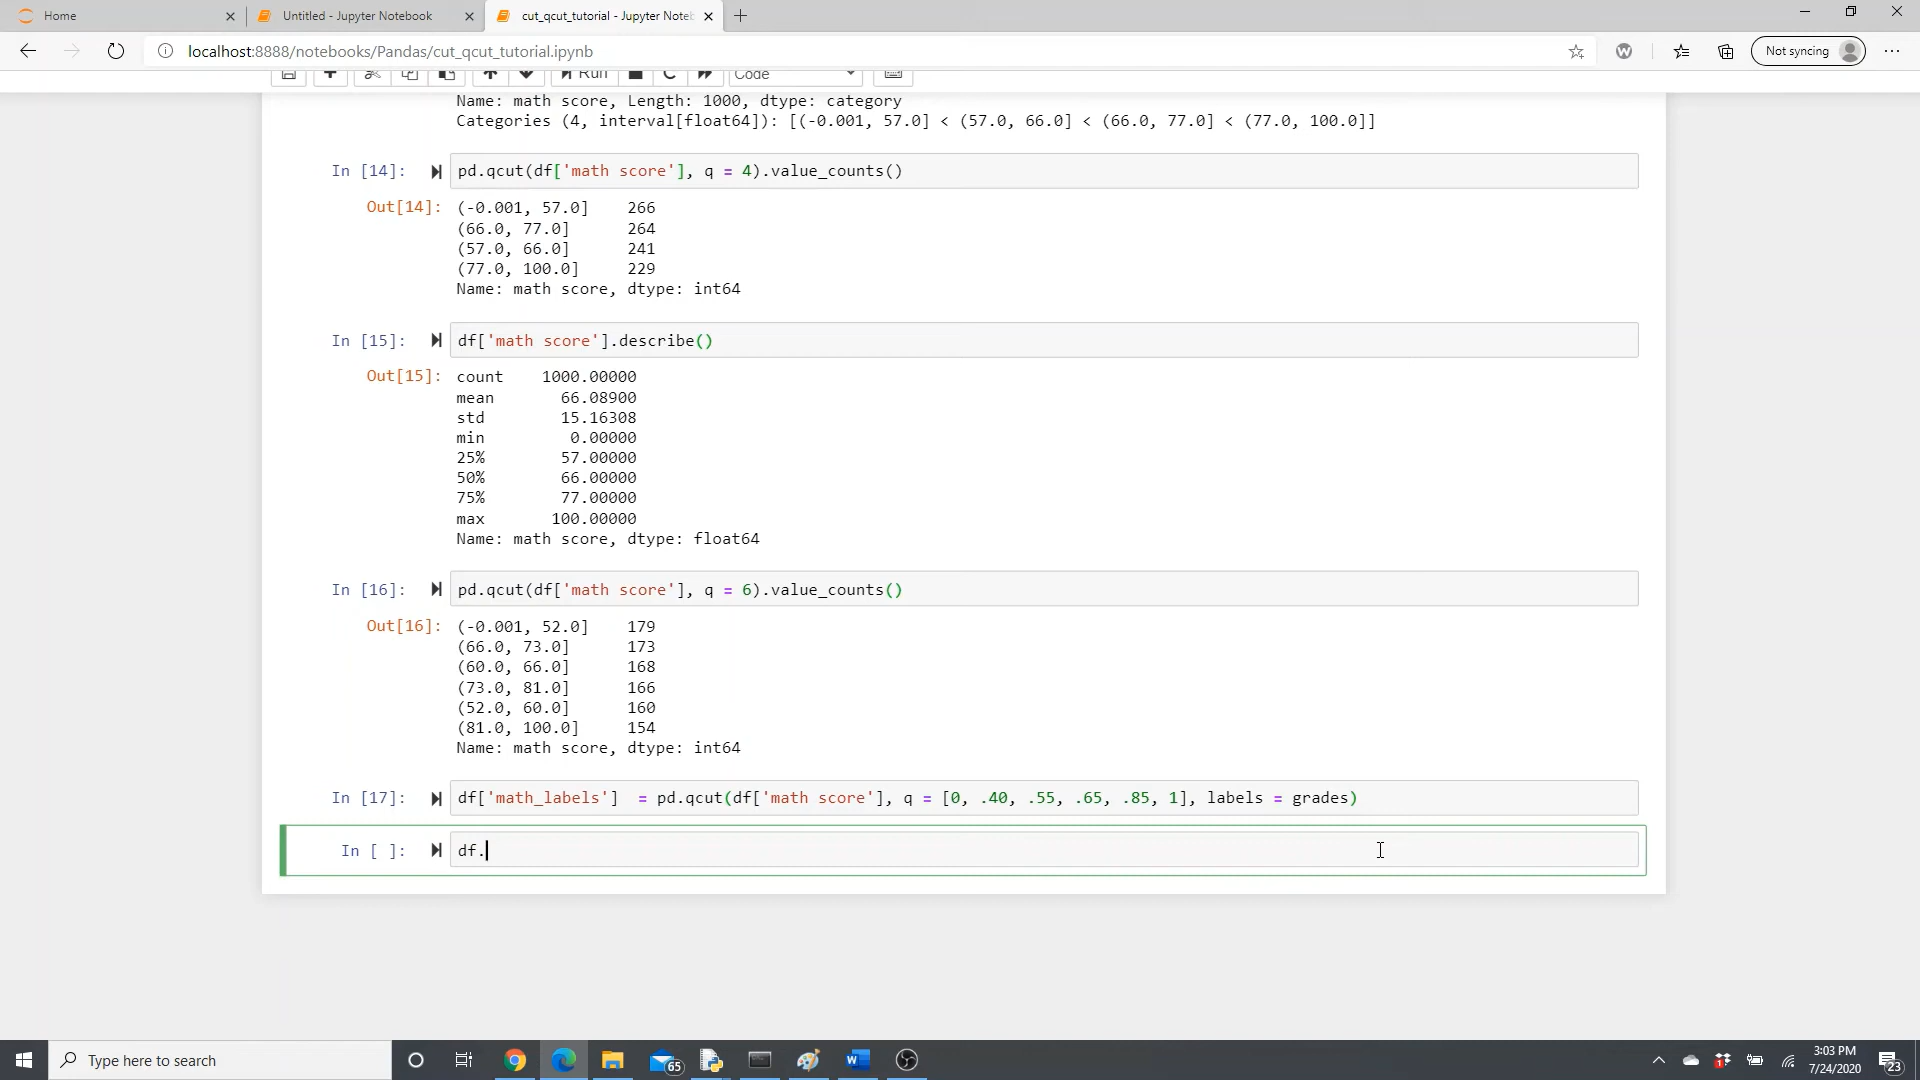 Home
Untitled - Jupyter Notebook
cut_qcut_tutorial - Jupyter Noteb
localhost:8888/notebooks/Pandas/cut_qcut_tutorial.ipynb
Not syncing
Run
Code
Name: math score, Length: 1000, dtype: category
Categories (4, interval[float64]): [(-0.001, 57.0] < (57.0, 66.0] < (66.0, 77.0] < (77.0, 100.0]]
In [14]: pd.qcut(df['math score'], q = 4).value_counts()
Out[14]: (-0.001, 57.0] 266
(66.0, 77.0] 264
(57.0, 66.0] 241
(77.0, 100.0] 229
Name: math score, dtype: int64
In [15]: df['math score'].describe()
Out[15]: count 1000.00000
mean 66.08900
std 15.16308
min 0.00000
25% 57.00000
50% 66.00000
75% 77.00000
max 100.00000
Name: math score, dtype: float64
In [16]: pd.qcut(df['math score'], q = 6).value_counts()
Out[16]: (-0.001, 52.0] 179
(66.0, 73.0] 173
(60.0, 66.0] 168
(73.0, 81.0] 166
(52.0, 60.0] 160
(81.0, 100.0] 154
Name: math score, dtype: int64
In [17]: df['math_labels'] = pd.qcut(df['math score'], q = [0, .40, .55, .65, .85, 1], labels = grades)
In [ ]: df.
Type here to search
65
W
1
3:03 PM
7/24/2020
23